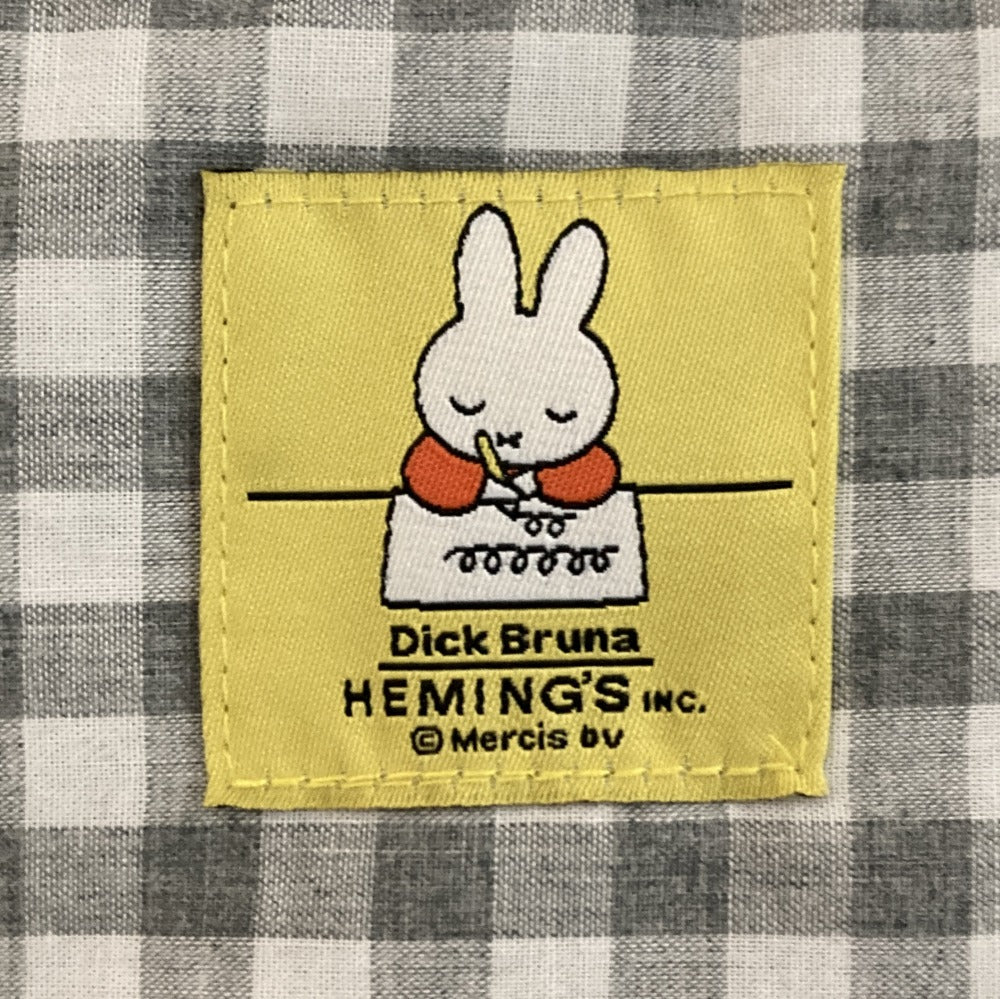 Dick Bruna
HEMING'S INC.
© Mercis bv